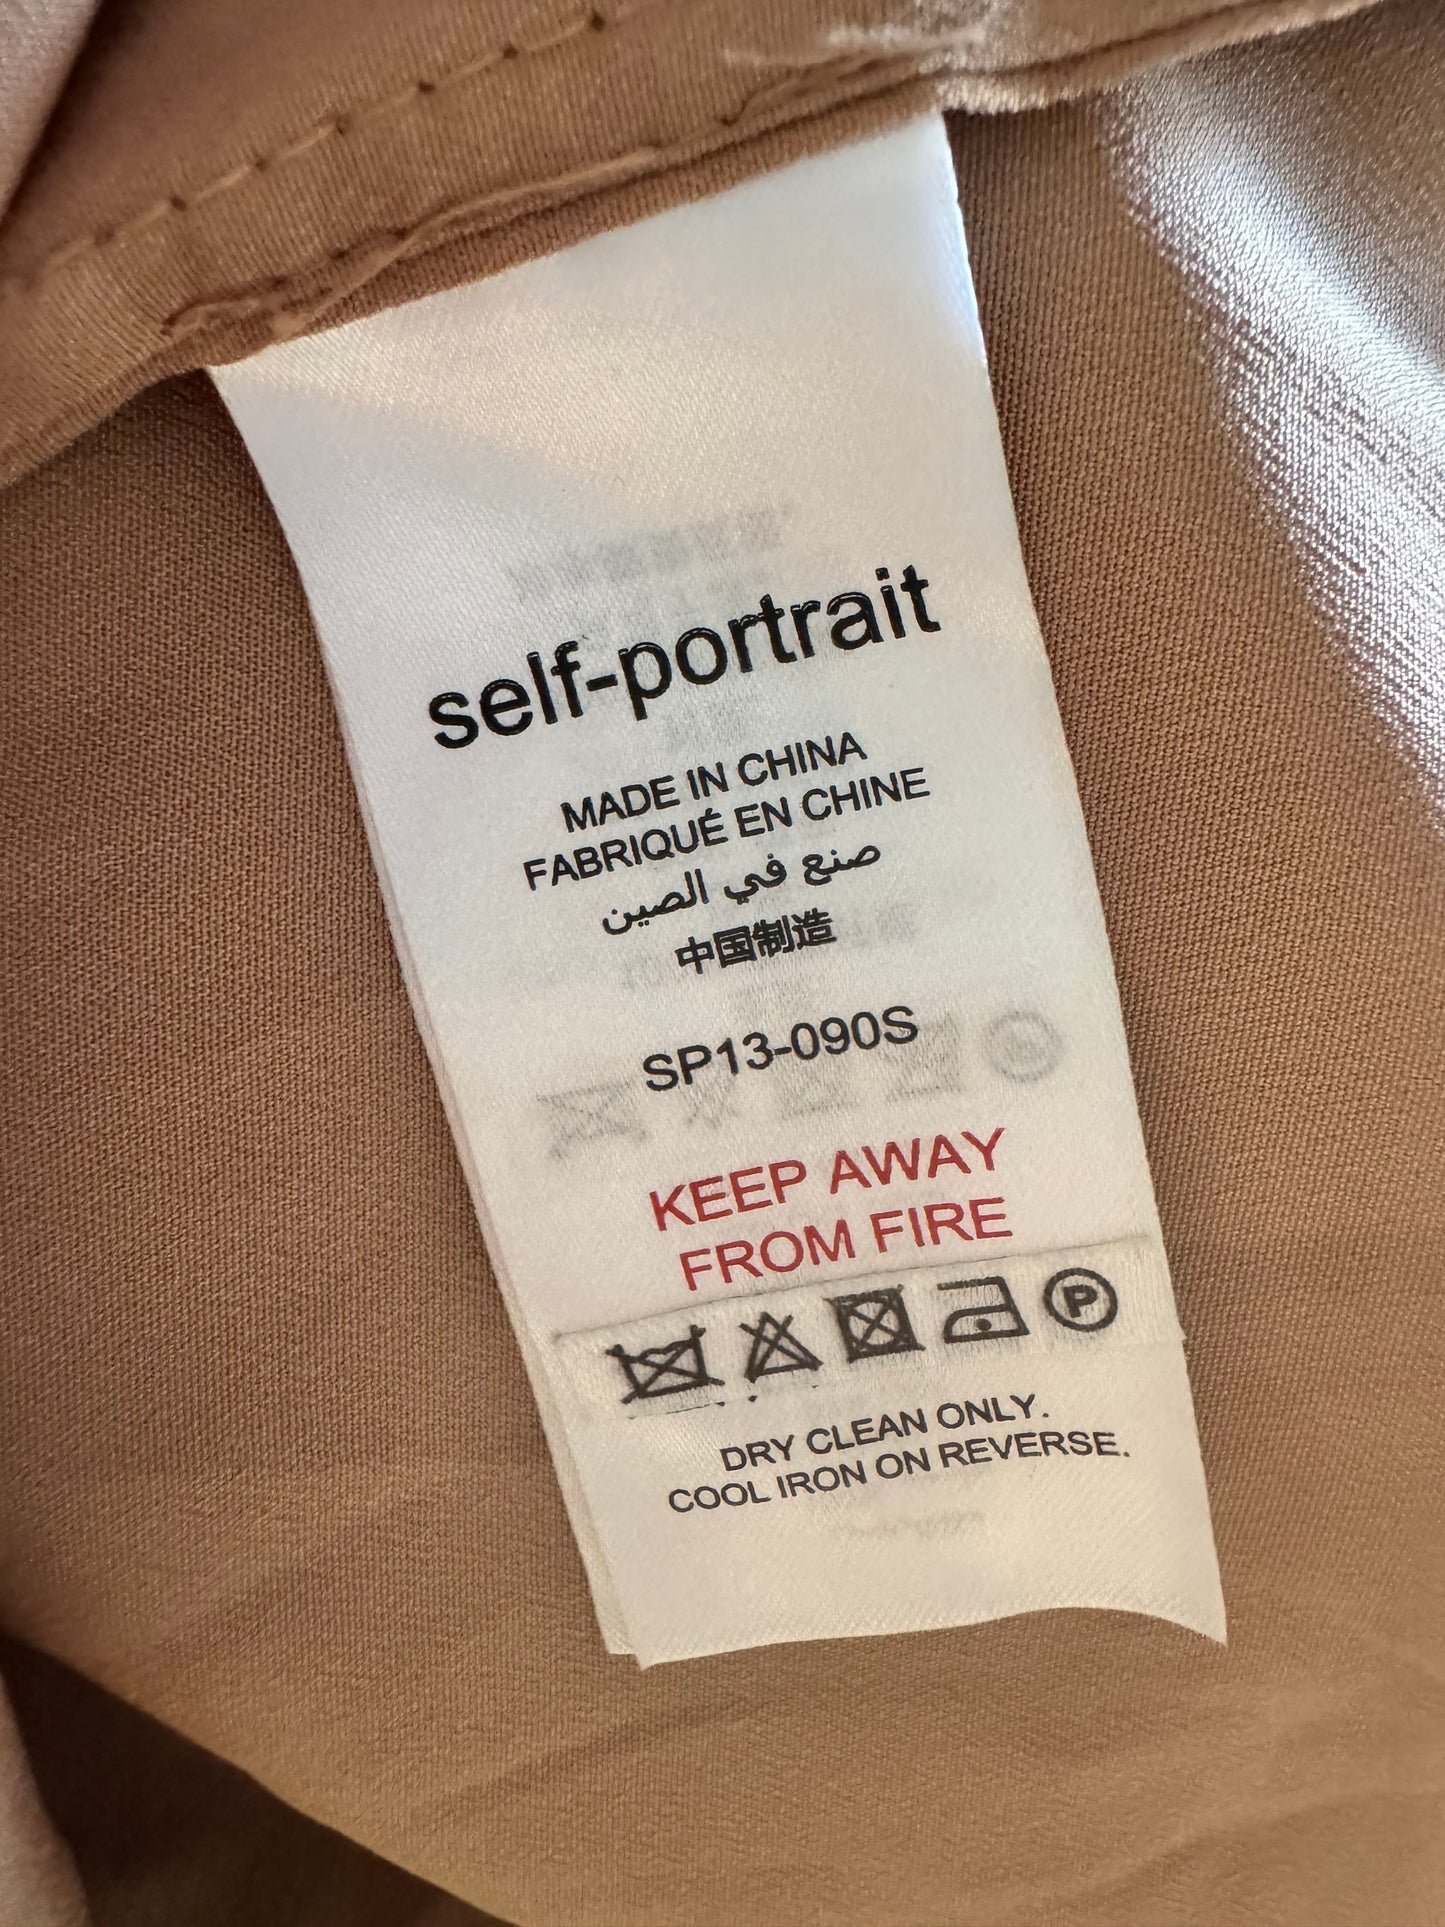 self-portrait
MADE IN CHINA
FABRIQUÉ EN CHINE
صنع في الصين
中国制造
SP13-090S
KEEP AWAY
FROM FIRE
P
DRY CLEAN ONLY.
COOL IRON ON REVERSE.